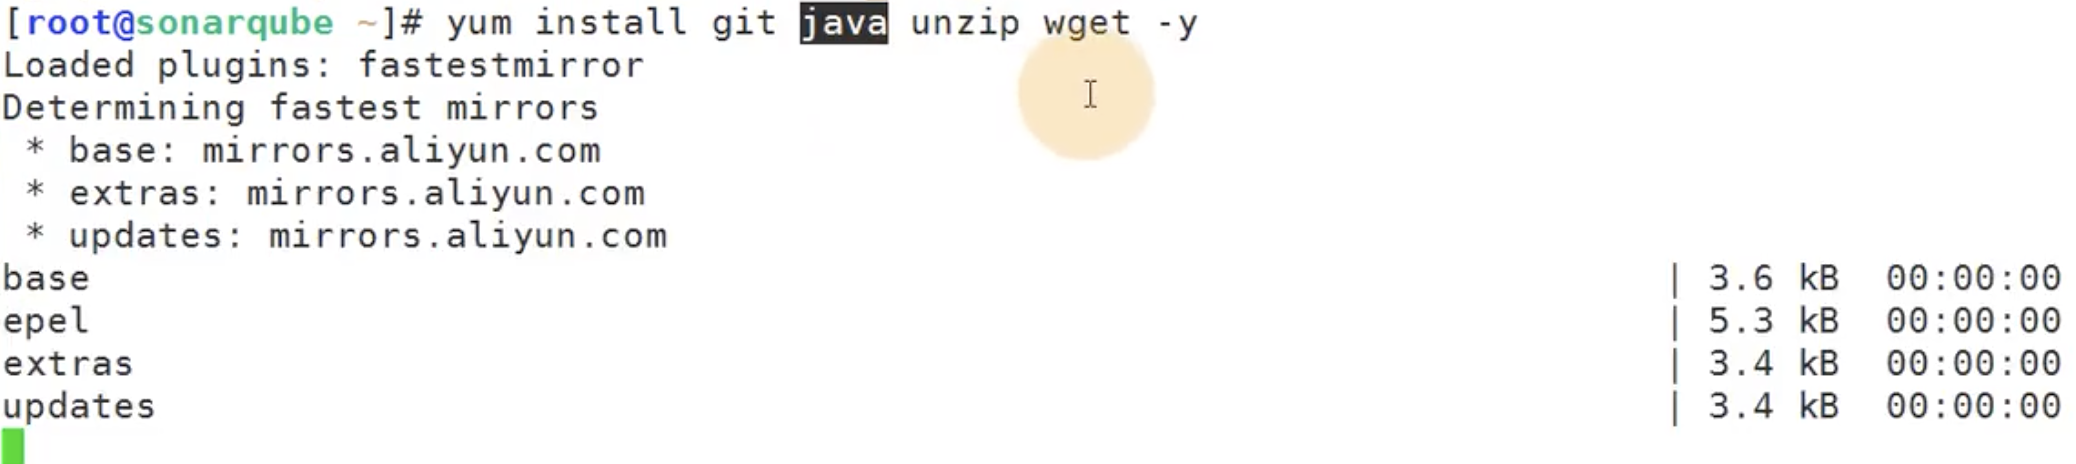 [root@sonarqube ~]# yum install git java unzip wget -y
Loaded plugins: fastestmirror
Determining fastest mirrors
 * base: mirrors.aliyun.com
 * extras: mirrors.aliyun.com
 * updates: mirrors.aliyun.com
base | 3.6 kB 00:00:00
epel | 5.3 kB 00:00:00
extras | 3.4 kB 00:00:00
updates | 3.4 kB 00:00:00